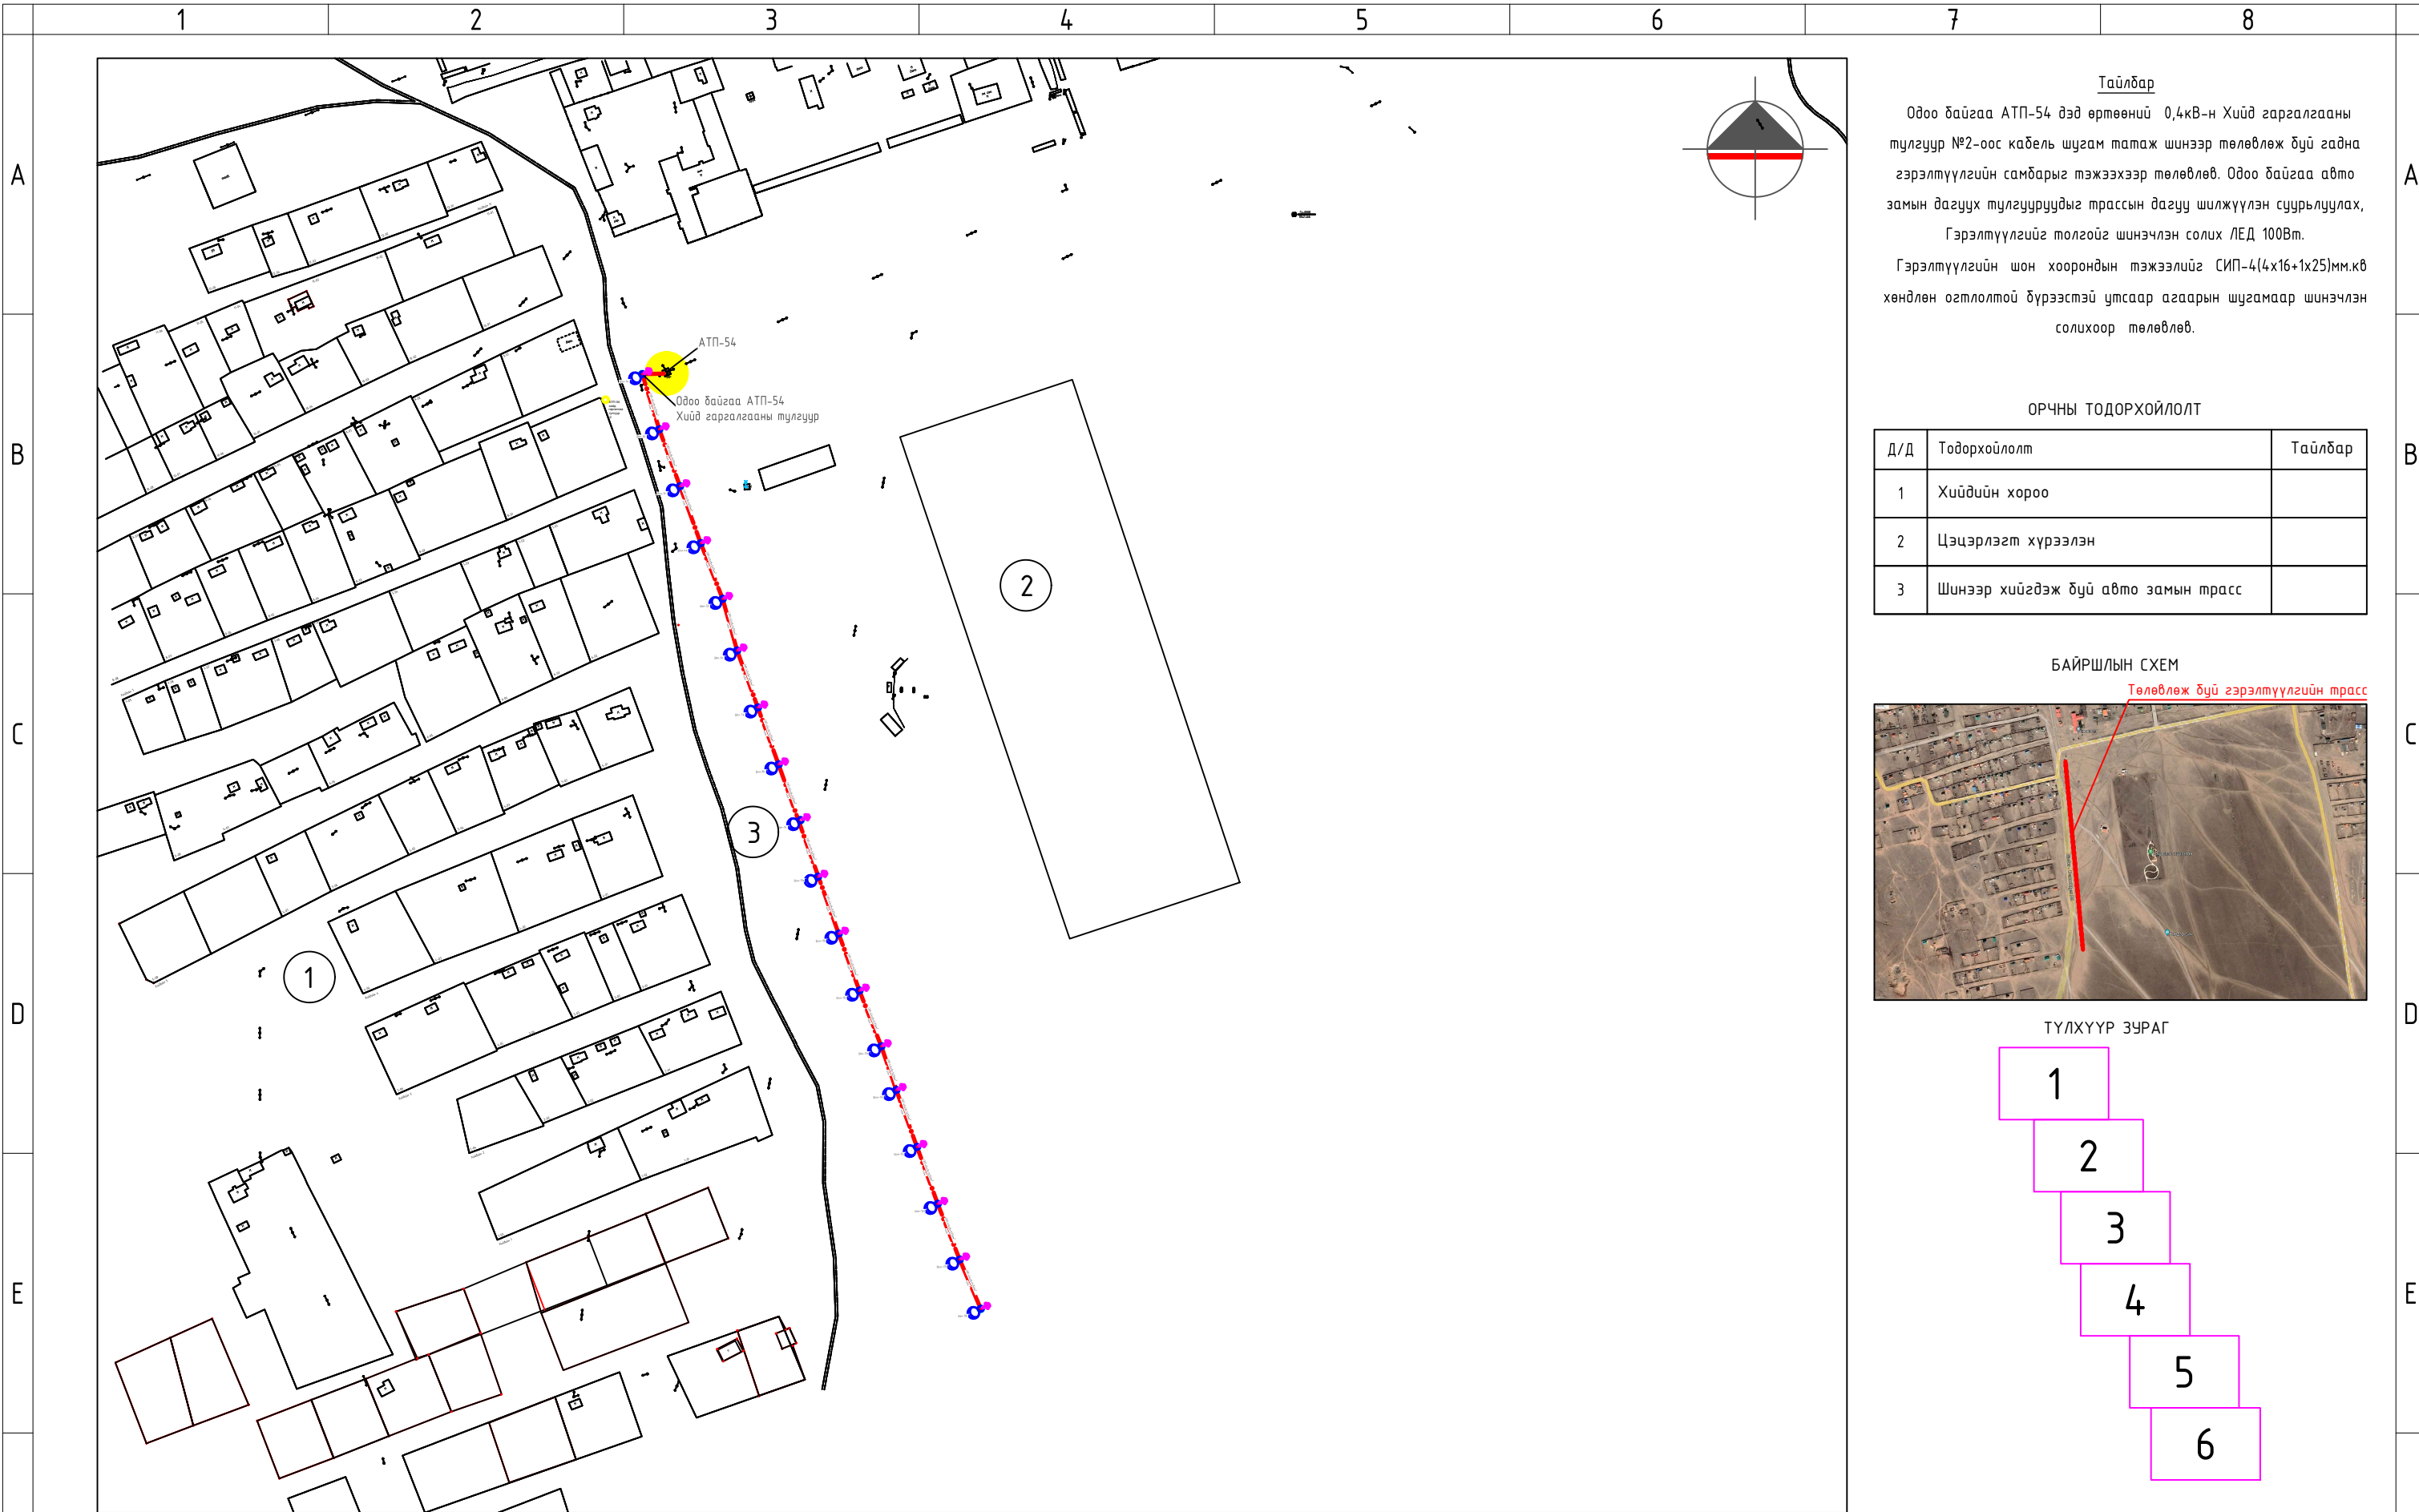 1 2 3 4 5 6 7 8
A A
B B
C C
D D
E E
АТП-54
Одоо байгаа АТП-54
Хийд гаргалгааны тулгуур
2
3
1
Тайлбар
Одоо байгаа АТП-54 дэд өртөөний 0,4кВ-н Хийд гаргалгааны
тулгуур №2-оос кабель шугам татаж шинээр төлөвлөж буй гадна
гэрэлтүүлгийн самбарыг тэжээхээр төлөвлөв. Одоо байгаа авто
замын дагуух тулгууруудыг трассын дагуу шилжүүлэн суурьлуулах,
Гэрэлтүүлгийг толгойг шинэчлэн солих ЛЕД 100Вт.
Гэрэлтүүлгийн шон хоорондын тэжээлийг СИП-4(4х16+1х25)мм.кв
хөндлөн огтлолтой бүрээстэй утсаар агаарын шугамаар шинэчлэн
солихоор төлөвлөв.
ОРЧНЫ ТОДОРХОЙЛОЛТ
Д/Д Тодорхойлолт Тайлбар
1 Хийдийн хороо
2 Цэцэрлэгт хүрээлэн
3 Шинээр хийгдэж буй авто замын трасс
БАЙРШЛЫН СХЕМ
Төлөвлөж буй гэрэлтүүлгийн трасс
ТҮЛХҮҮР ЗУРАГ
1
2
3
4
5
6